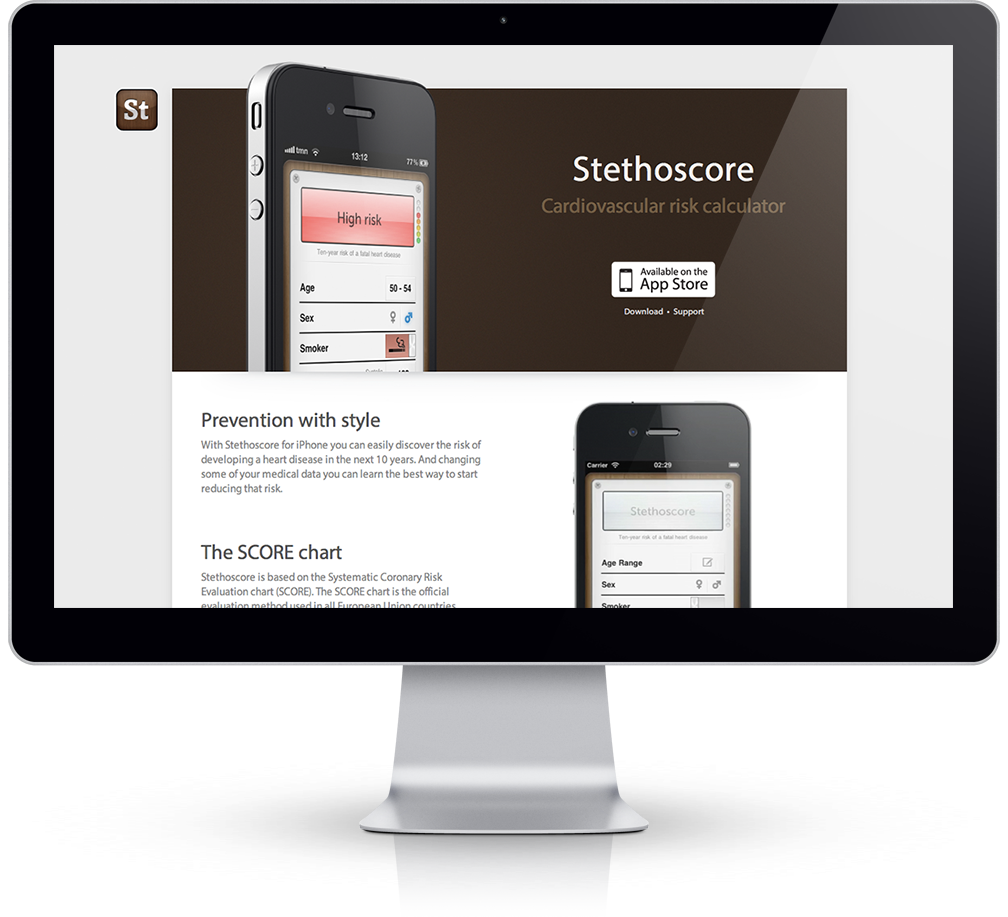 St
tmn 13:12 77%
High risk
Ten-year risk of a fatal heart disease
Age 50 - 54
Sex
Smoker
Stethoscore
Cardiovascular risk calculator
Available on the
App Store
Download • Support
Prevention with style
With Stethoscore for iPhone you can easily discover the risk of
developing a heart disease in the next 10 years. And changing
some of your medical data you can learn the best way to start
reducing that risk.
The SCORE chart
Stethoscore is based on the Systematic Coronary Risk
Evaluation chart (SCORE). The SCORE chart is the official
evaluation method used in all European Union countries
Carrier 02:29
Stethoscore
Ten-year risk of a fatal heart disease
Age Range
Sex
Smoker